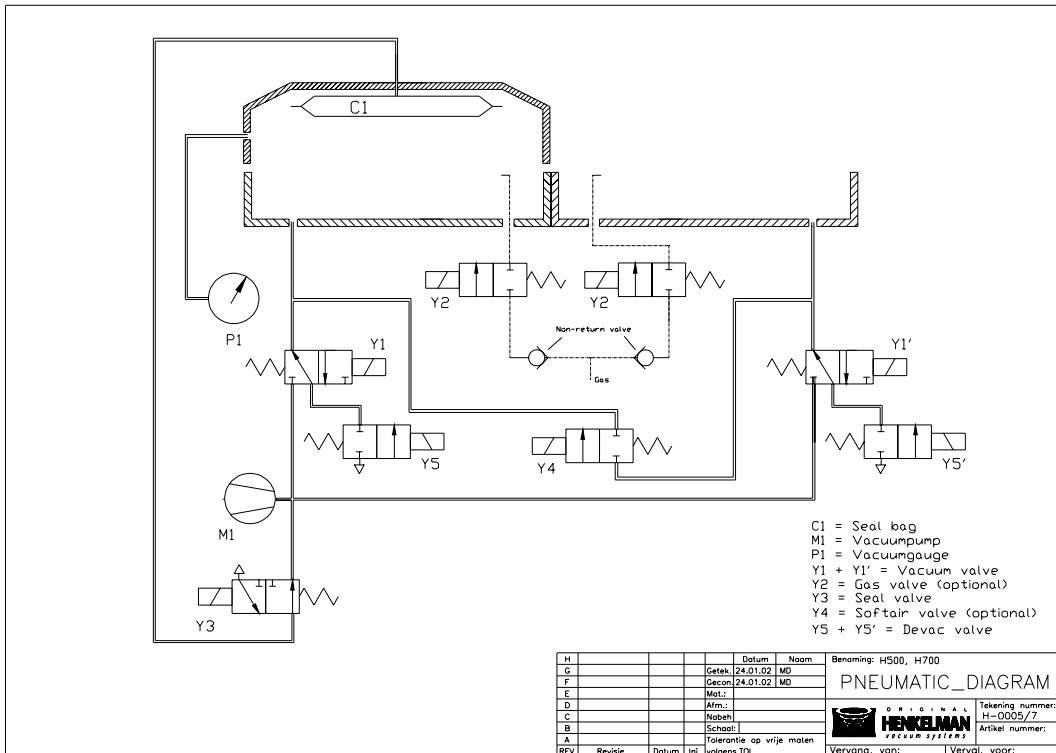 C1
P1
Y2
Y2
Non-return valve
Gas
Y1
Y1'
Y5
Y4
Y5'
M1
Y3
C1 = Seal bag
M1 = Vacuumpump
P1 = Vacuumgauge
Y1 + Y1' = Vacuum valve
Y2 = Gas valve (optional)
Y3 = Seal valve
Y4 = Softair valve (optional)
Y5 + Y5' = Devac valve
H Datum Naam
G Getek. 24.01.02 MD
F Gecon. 24.01.02 MD
E Mat.:
D Afm.:
C Nabeh
B Schaal:
A Tolerantie op vrije maten
REV Revisie Datum Ini volgens TOL
Benaming: H500, H700
PNEUMATIC_DIAGRAM
ORIGINAL
HENKELMAN
vacuum systems
Tekening nummer:
H-0005/7
Artikel nummer:
Vervang. van: Verval. voor: